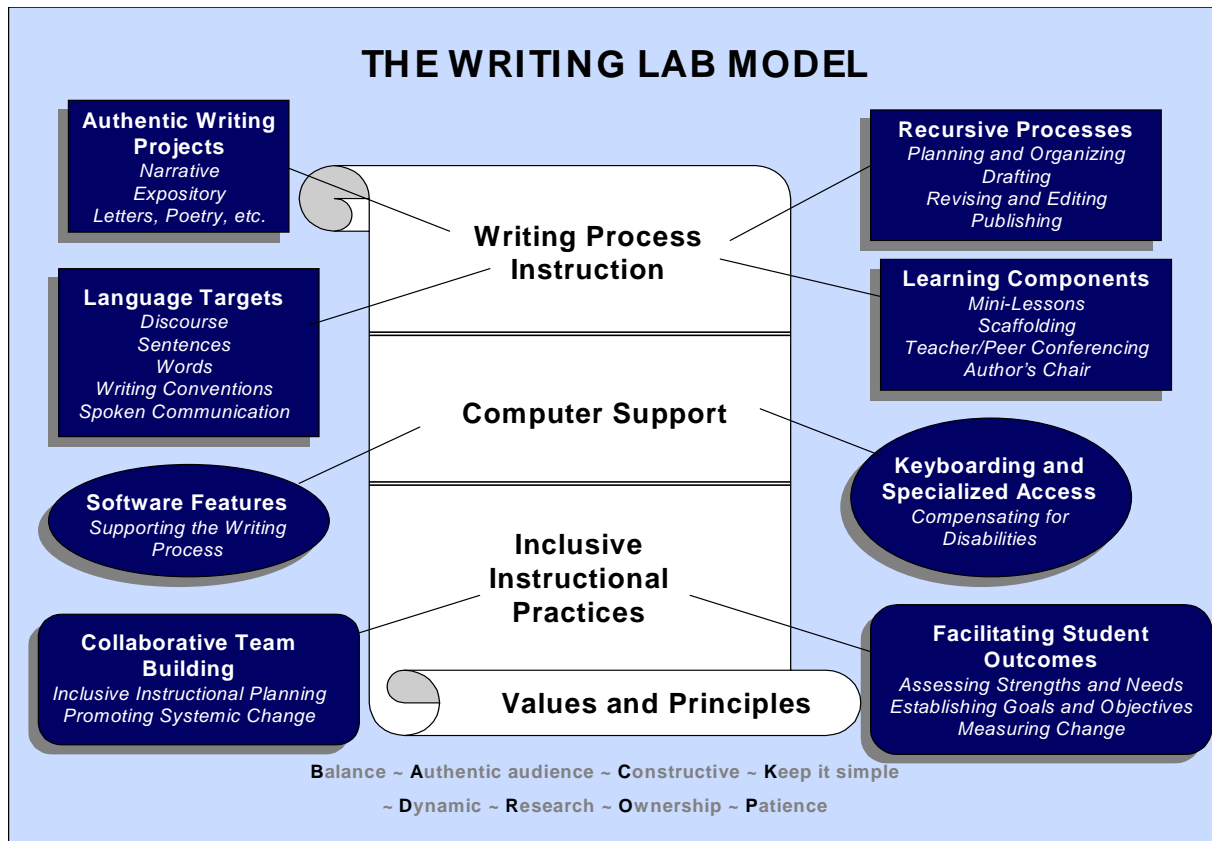 THE WRITING LAB MODEL
Authentic Writing
Projects
Narrative
Expository
Letters, Poetry, etc.
Recursive Processes
Planning and Organizing
Drafting
Revising and Editing
Publishing
Writing Process
Instruction
Language Targets
Discourse
Sentences
Words
Writing Conventions
Spoken Communication
Learning Components
Mini-Lessons
Scaffolding
Teacher/Peer Conferencing
Author's Chair
Computer Support
Software Features
Supporting the Writing
Process
Keyboarding and
Specialized Access
Compensating for
Disabilities
Inclusive
Instructional
Practices
Collaborative Team
Building
Inclusive Instructional Planning
Promoting Systemic Change
Facilitating Student
Outcomes
Assessing Strengths and Needs
Establishing Goals and Objectives
Measuring Change
Values and Principles
Balance ~ Authentic audience ~ Constructive ~ Keep it simple
~ Dynamic ~ Research ~ Ownership ~ Patience